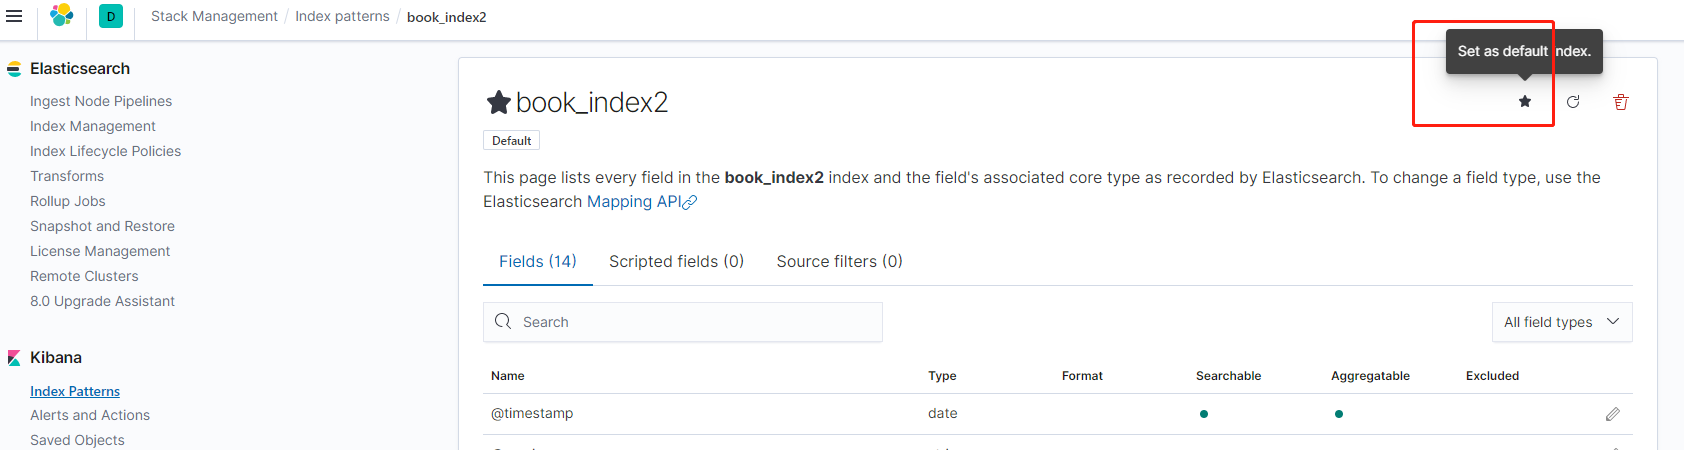 D Stack Management / Index patterns / book_index2
Set as default index.
Elasticsearch
Ingest Node Pipelines
Index Management
Index Lifecycle Policies
Transforms
Rollup Jobs
Snapshot and Restore
License Management
Remote Clusters
8.0 Upgrade Assistant
Kibana
Index Patterns
Alerts and Actions
Saved Objects
book_index2
Default
This page lists every field in the book_index2 index and the field's associated core type as recorded by Elasticsearch. To change a field type, use the
Elasticsearch Mapping API
Fields (14) Scripted fields (0) Source filters (0)
Search All field types
Name Type Format Searchable Aggregatable Excluded
@timestamp date